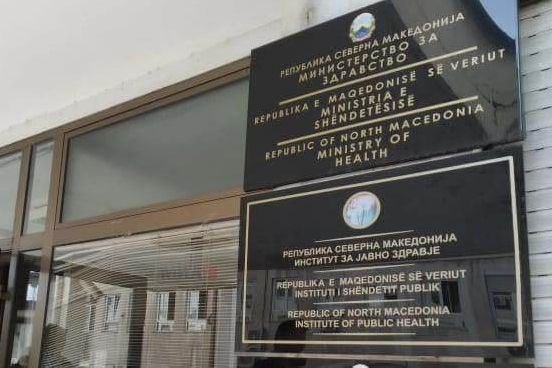 РЕПУБЛИКА СЕВЕРНА МАКЕДОНИЈА
МИНИСТЕРСТВО ЗА
ЗДРАВСТВО
REPUBLIKA E MAQEDONISË SË VERIUT
MINISTRIA E
SHËNDETËSISË
REPUBLIC OF NORTH MACEDONIA
MINISTRY OF
HEALTH
РЕПУБЛИКА СЕВЕРНА МАКЕДОНИЈА
ИНСТИТУТ ЗА ЈАВНО ЗДРАВЈЕ
REPUBLIKA E MAQEDONISË SË VERIUT
INSTITUTI I SHËNDETIT PUBLIK
REPUBLIC OF NORTH MACEDONIA
INSTITUTE OF PUBLIC HEALTH